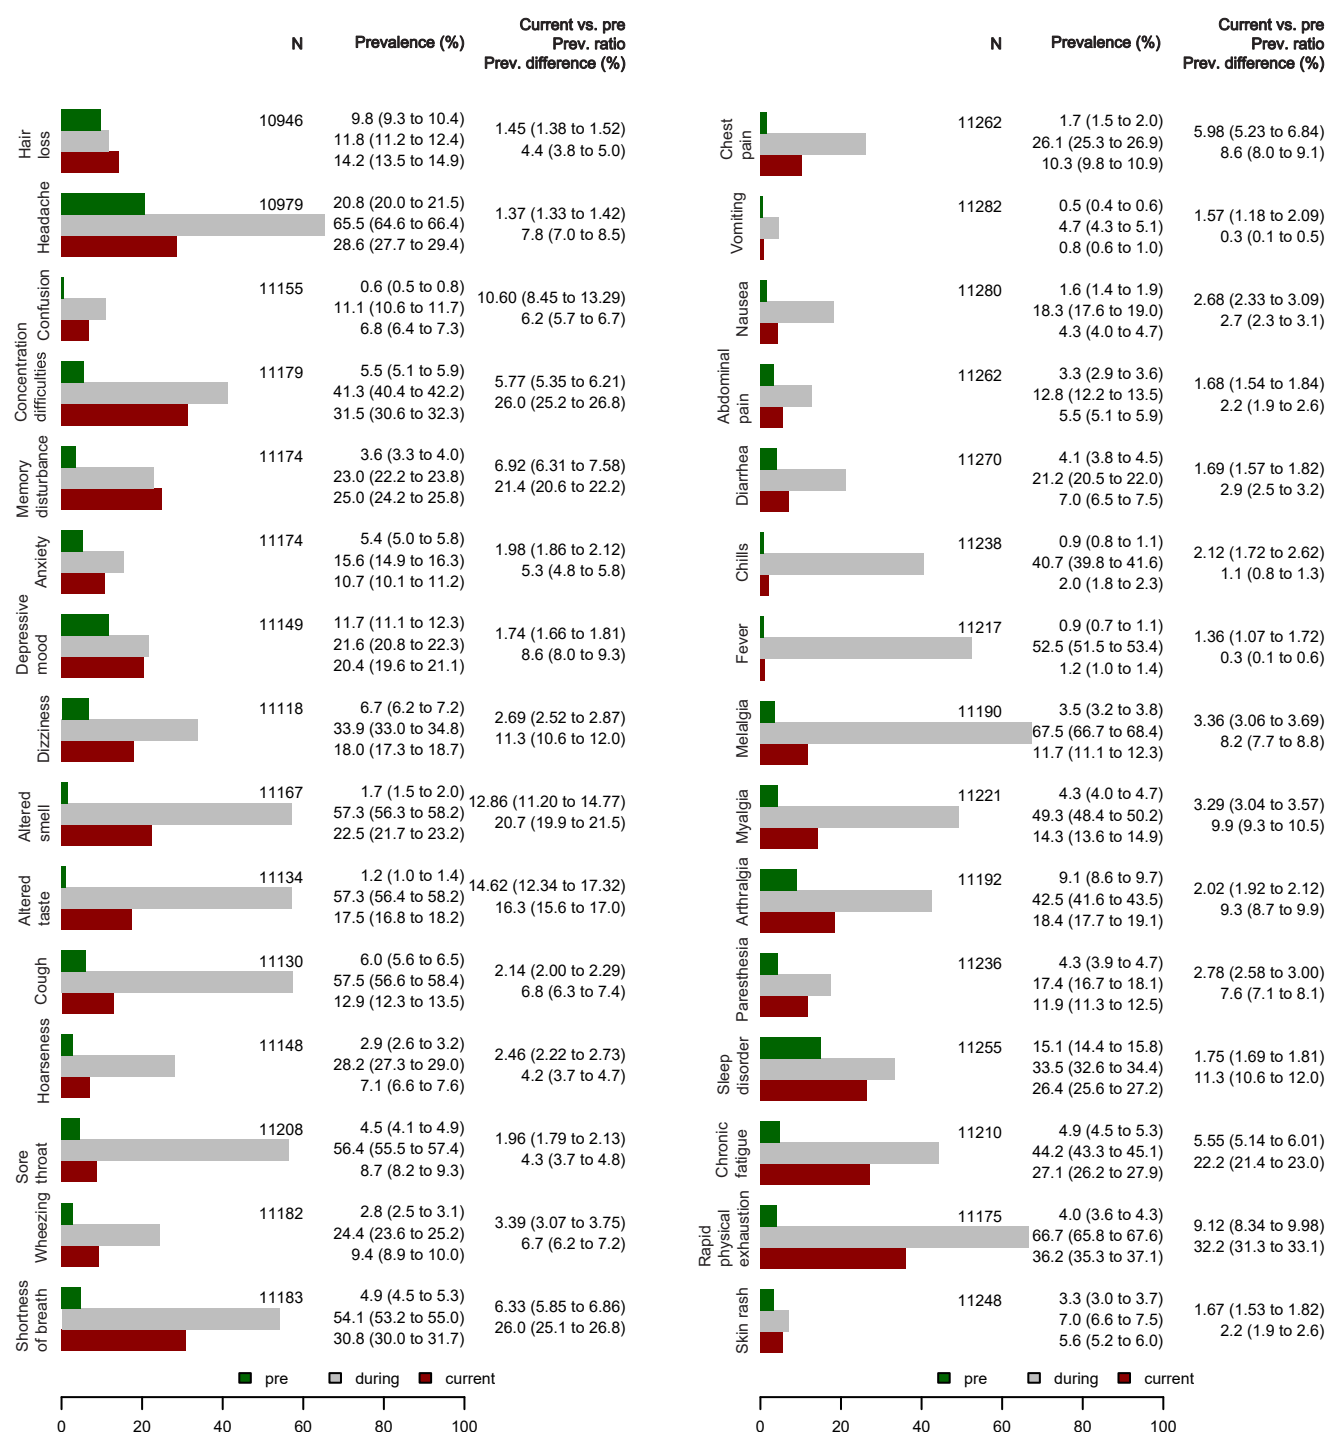 Current vs. pre
N Prevalence (%) Prev. ratio
Prev. difference (%)
Hair
loss
10946
9.8 (9.3 to 10.4)
11.8 (11.2 to 12.4)
14.2 (13.5 to 14.9)
1.45 (1.38 to 1.52)
4.4 (3.8 to 5.0)
Headache
10979
20.8 (20.0 to 21.5)
65.5 (64.6 to 66.4)
28.6 (27.7 to 29.4)
1.37 (1.33 to 1.42)
7.8 (7.0 to 8.5)
Confusion
11155
0.6 (0.5 to 0.8)
11.1 (10.6 to 11.7)
6.8 (6.4 to 7.3)
10.60 (8.45 to 13.29)
6.2 (5.7 to 6.7)
Concentration
difficulties
11179
5.5 (5.1 to 5.9)
41.3 (40.4 to 42.2)
31.5 (30.6 to 32.3)
5.77 (5.35 to 6.21)
26.0 (25.2 to 26.8)
Memory
disturbance
11174
3.6 (3.3 to 4.0)
23.0 (22.2 to 23.8)
25.0 (24.2 to 25.8)
6.92 (6.31 to 7.58)
21.4 (20.6 to 22.2)
Anxiety
11174
5.4 (5.0 to 5.8)
15.6 (14.9 to 16.3)
10.7 (10.1 to 11.2)
1.98 (1.86 to 2.12)
5.3 (4.8 to 5.8)
Depressive
mood
11149
11.7 (11.1 to 12.3)
21.6 (20.8 to 22.3)
20.4 (19.6 to 21.1)
1.74 (1.66 to 1.81)
8.6 (8.0 to 9.3)
Dizziness
11118
6.7 (6.2 to 7.2)
33.9 (33.0 to 34.8)
18.0 (17.3 to 18.7)
2.69 (2.52 to 2.87)
11.3 (10.6 to 12.0)
Altered
smell
11167
1.7 (1.5 to 2.0)
57.3 (56.3 to 58.2)
22.5 (21.7 to 23.2)
12.86 (11.20 to 14.77)
20.7 (19.9 to 21.5)
Altered
taste
11134
1.2 (1.0 to 1.4)
57.3 (56.4 to 58.2)
17.5 (16.8 to 18.2)
14.62 (12.34 to 17.32)
16.3 (15.6 to 17.0)
Cough
11130
6.0 (5.6 to 6.5)
57.5 (56.6 to 58.4)
12.9 (12.3 to 13.5)
2.14 (2.00 to 2.29)
6.8 (6.3 to 7.4)
Hoarseness
11148
2.9 (2.6 to 3.2)
28.2 (27.3 to 29.0)
7.1 (6.6 to 7.6)
2.46 (2.22 to 2.73)
4.2 (3.7 to 4.7)
Sore
throat
11208
4.5 (4.1 to 4.9)
56.4 (55.5 to 57.4)
8.7 (8.2 to 9.3)
1.96 (1.79 to 2.13)
4.3 (3.7 to 4.8)
Wheezing
11182
2.8 (2.5 to 3.1)
24.4 (23.6 to 25.2)
9.4 (8.9 to 10.0)
3.39 (3.07 to 3.75)
6.7 (6.2 to 7.2)
Shortness
of breath
11183
4.9 (4.5 to 5.3)
54.1 (53.2 to 55.0)
30.8 (30.0 to 31.7)
6.33 (5.85 to 6.86)
26.0 (25.1 to 26.8)
pre during current
0 20 40 60 80 100
Current vs. pre
N Prevalence (%) Prev. ratio
Prev. difference (%)
Chest
pain
11262
1.7 (1.5 to 2.0)
26.1 (25.3 to 26.9)
10.3 (9.8 to 10.9)
5.98 (5.23 to 6.84)
8.6 (8.0 to 9.1)
Vomiting
11282
0.5 (0.4 to 0.6)
4.7 (4.3 to 5.1)
0.8 (0.6 to 1.0)
1.57 (1.18 to 2.09)
0.3 (0.1 to 0.5)
Nausea
11280
1.6 (1.4 to 1.9)
18.3 (17.6 to 19.0)
4.3 (4.0 to 4.7)
2.68 (2.33 to 3.09)
2.7 (2.3 to 3.1)
Abdominal
pain
11262
3.3 (2.9 to 3.6)
12.8 (12.2 to 13.5)
5.5 (5.1 to 5.9)
1.68 (1.54 to 1.84)
2.2 (1.9 to 2.6)
Diarrhea
11270
4.1 (3.8 to 4.5)
21.2 (20.5 to 22.0)
7.0 (6.5 to 7.5)
1.69 (1.57 to 1.82)
2.9 (2.5 to 3.2)
Chills
11238
0.9 (0.8 to 1.1)
40.7 (39.8 to 41.6)
2.0 (1.8 to 2.3)
2.12 (1.72 to 2.62)
1.1 (0.8 to 1.3)
Fever
11217
0.9 (0.7 to 1.1)
52.5 (51.5 to 53.4)
1.2 (1.0 to 1.4)
1.36 (1.07 to 1.72)
0.3 (0.1 to 0.6)
Melalgia
11190
3.5 (3.2 to 3.8)
67.5 (66.7 to 68.4)
11.7 (11.1 to 12.3)
3.36 (3.06 to 3.69)
8.2 (7.7 to 8.8)
Myalgia
11221
4.3 (4.0 to 4.7)
49.3 (48.4 to 50.2)
14.3 (13.6 to 14.9)
3.29 (3.04 to 3.57)
9.9 (9.3 to 10.5)
Arthralgia
11192
9.1 (8.6 to 9.7)
42.5 (41.6 to 43.5)
18.4 (17.7 to 19.1)
2.02 (1.92 to 2.12)
9.3 (8.7 to 9.9)
Paresthesia
11236
4.3 (3.9 to 4.7)
17.4 (16.7 to 18.1)
11.9 (11.3 to 12.5)
2.78 (2.58 to 3.00)
7.6 (7.1 to 8.1)
Sleep
disorder
11255
15.1 (14.4 to 15.8)
33.5 (32.6 to 34.4)
26.4 (25.6 to 27.2)
1.75 (1.69 to 1.81)
11.3 (10.6 to 12.0)
Chronic
fatigue
11210
4.9 (4.5 to 5.3)
44.2 (43.3 to 45.1)
27.1 (26.2 to 27.9)
5.55 (5.14 to 6.01)
22.2 (21.4 to 23.0)
Rapid
physical
exhaustion
11175
4.0 (3.6 to 4.3)
66.7 (65.8 to 67.6)
36.2 (35.3 to 37.1)
9.12 (8.34 to 9.98)
32.2 (31.3 to 33.1)
Skin rash
11248
3.3 (3.0 to 3.7)
7.0 (6.6 to 7.5)
5.6 (5.2 to 6.0)
1.67 (1.53 to 1.82)
2.2 (1.9 to 2.6)
pre during current
0 20 40 60 80 100